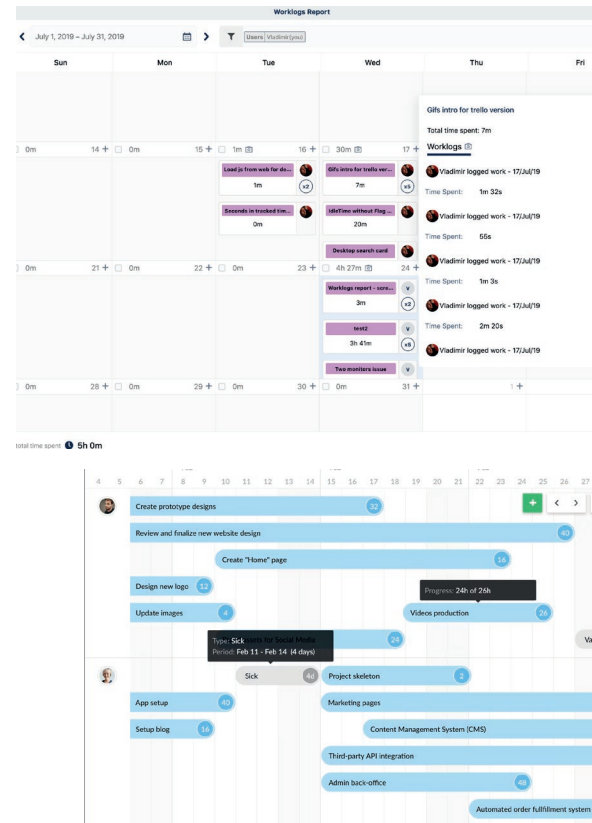 Worklogs Report
July 1, 2019 – July 31, 2019
Users Vladimir(you)
Sun Mon Tue Wed Thu Fri
Gifs intro for trello version
Total time spent: 7m
Worklogs
0m 14 + 0m 15 + 1m 16 + 30m 17 +
Load js from web for de... Gifs intro for trello ver...
1m x2 7m x5
Seconds in tracked tim... IdleTime without Flag ...
0m 20m
Desktop search card
Vladimir logged work - 17/Jul/19
Time Spent: 1m 32s
Vladimir logged work - 17/Jul/19
Time Spent: 55s
Vladimir logged work - 17/Jul/19
Time Spent: 1m 3s
Vladimir logged work - 17/Jul/19
Time Spent: 2m 20s
Vladimir logged work - 17/Jul/19
0m 21 + 0m 22 + 0m 23 + 4h 27m 24 +
Worklogs report - scre... V
3m x2
test2 V
3h 41m x5
Two monitors issue V
0m 28 + 0m 29 + 0m 30 + 0m 31 + 1 +
total time spent 5h 0m
4 5 6 7 8 9 10 11 12 13 14 15 16 17 18 19 20 21 22 23 24 25 26 27
Create prototype designs 32 + < >
Review and finalize new website design 40
Create "Home" page 16
Design new logo 12 Progress: 24h of 26h
Update images 4 Videos production 26
assets for Social Media 24 Va
Type: Sick
Period: Feb 11 - Feb 14 (4 days)
Sick 4d Project skeleton 2
App setup 40 Marketing pages
Setup blog 16 Content Management System (CMS)
Third-party API integration
Admin back-office 48
Automated order fullfillment system